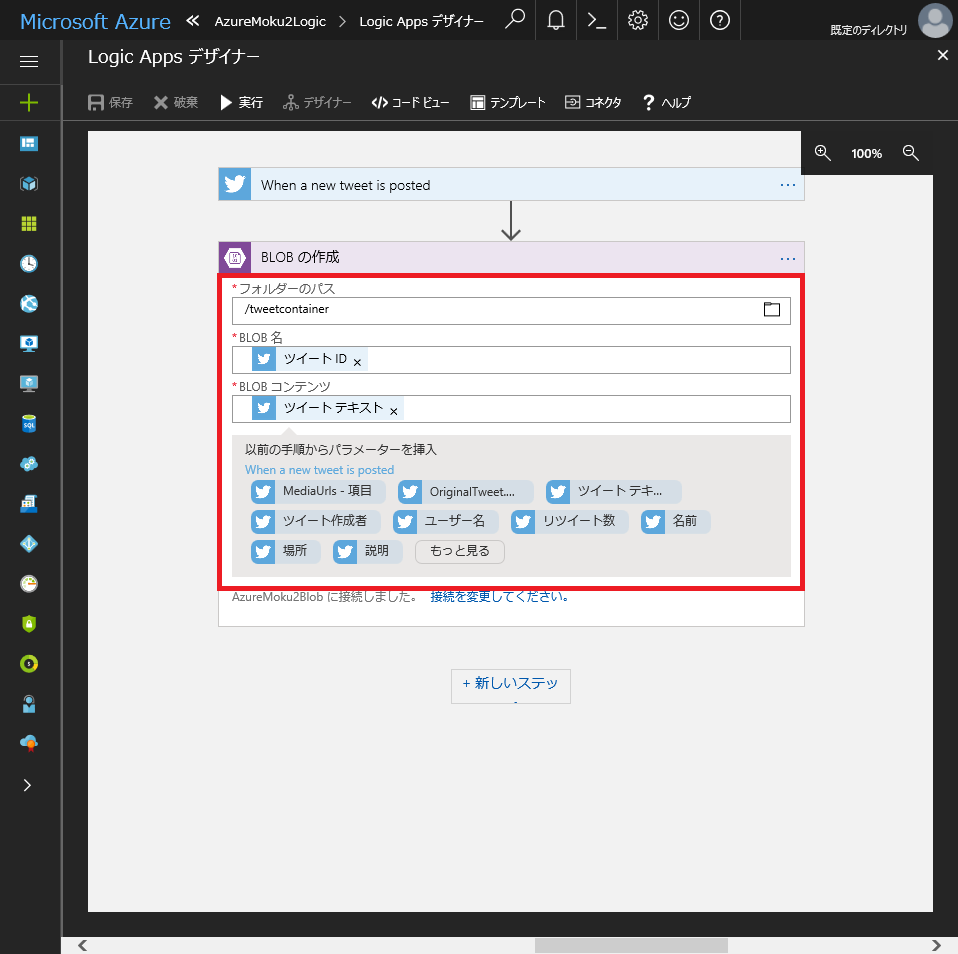 Microsoft Azure AzureMoku2Logic Logic Apps デザイナー 既定のディレクトリ
Logic Apps デザイナー
保存 破棄 実行 デザイナー コード ビュー テンプレート コネクタ ヘルプ
100%
When a new tweet is posted
BLOB の作成
*フォルダーのパス
/tweetcontainer
*BLOB 名
ツイート ID ×
*BLOB コンテンツ
ツイート テキスト ×
以前の手順からパラメーターを挿入
When a new tweet is posted
MediaUrls - 項目 OriginalTweet.... ツイート テキ...
ツイート作成者 ユーザー名 リツイート数 名前
場所 説明 もっと見る
AzureMoku2Blob に接続しました。 接続を変更してください。
+ 新しいステッ